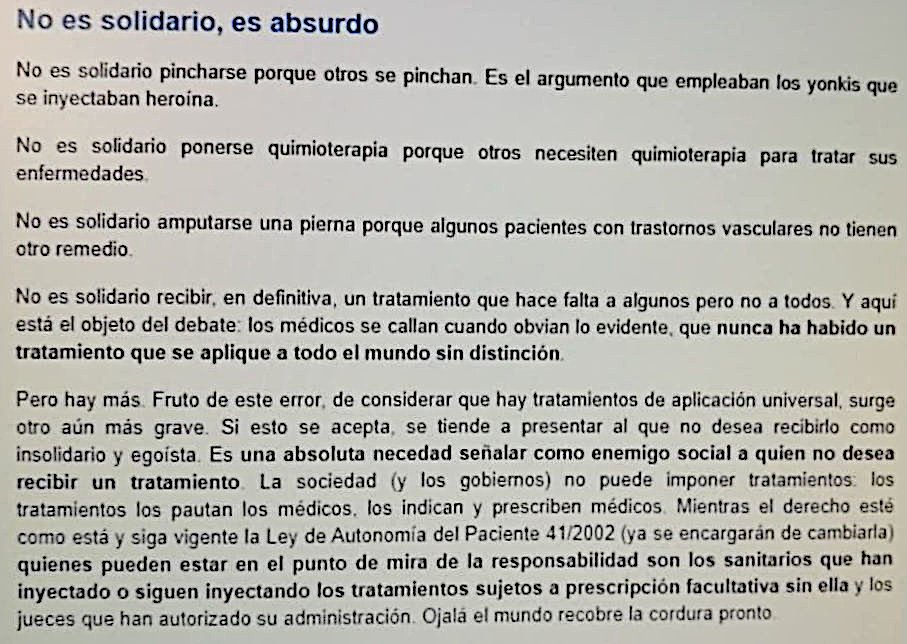 No es solidario, es absurdo
No es solidario pincharse porque otros se pinchan. Es el argumento que empleaban los yonkis que
se inyectaban heroína.
No es solidario ponerse quimioterapia porque otros necesiten quimioterapia para tratar sus
enfermedades.
No es solidario amputarse una pierna porque algunos pacientes con trastornos vasculares no tienen
otro remedio.
No es solidario recibir, en definitiva, un tratamiento que hace falta a algunos pero no a todos. Y aquí
está el objeto del debate: los médicos se callan cuando obvian lo evidente, que nunca ha habido un
tratamiento que se aplique a todo el mundo sin distinción.
Pero hay más. Fruto de este error, de considerar que hay tratamientos de aplicación universal, surge
otro aún más grave. Si esto se acepta, se tiende a presentar al que no desea recibirlo como
insolidario y egoísta. Es una absoluta necedad señalar como enemigo social a quien no desea
recibir un tratamiento. La sociedad (y los gobiernos) no puede imponer tratamientos: los
tratamientos los pautan los médicos, los indican y prescriben médicos. Mientras el derecho esté
como está y siga vigente la Ley de Autonomía del Paciente 41/2002 (ya se encargarán de cambiarla)
quienes pueden estar en el punto de mira de la responsabilidad son los sanitarios que han
inyectado o siguen inyectando los tratamientos sujetos a prescripción facultativa sin ella y los
jueces que han autorizado su administración. Ojalá el mundo recobre la cordura pronto.